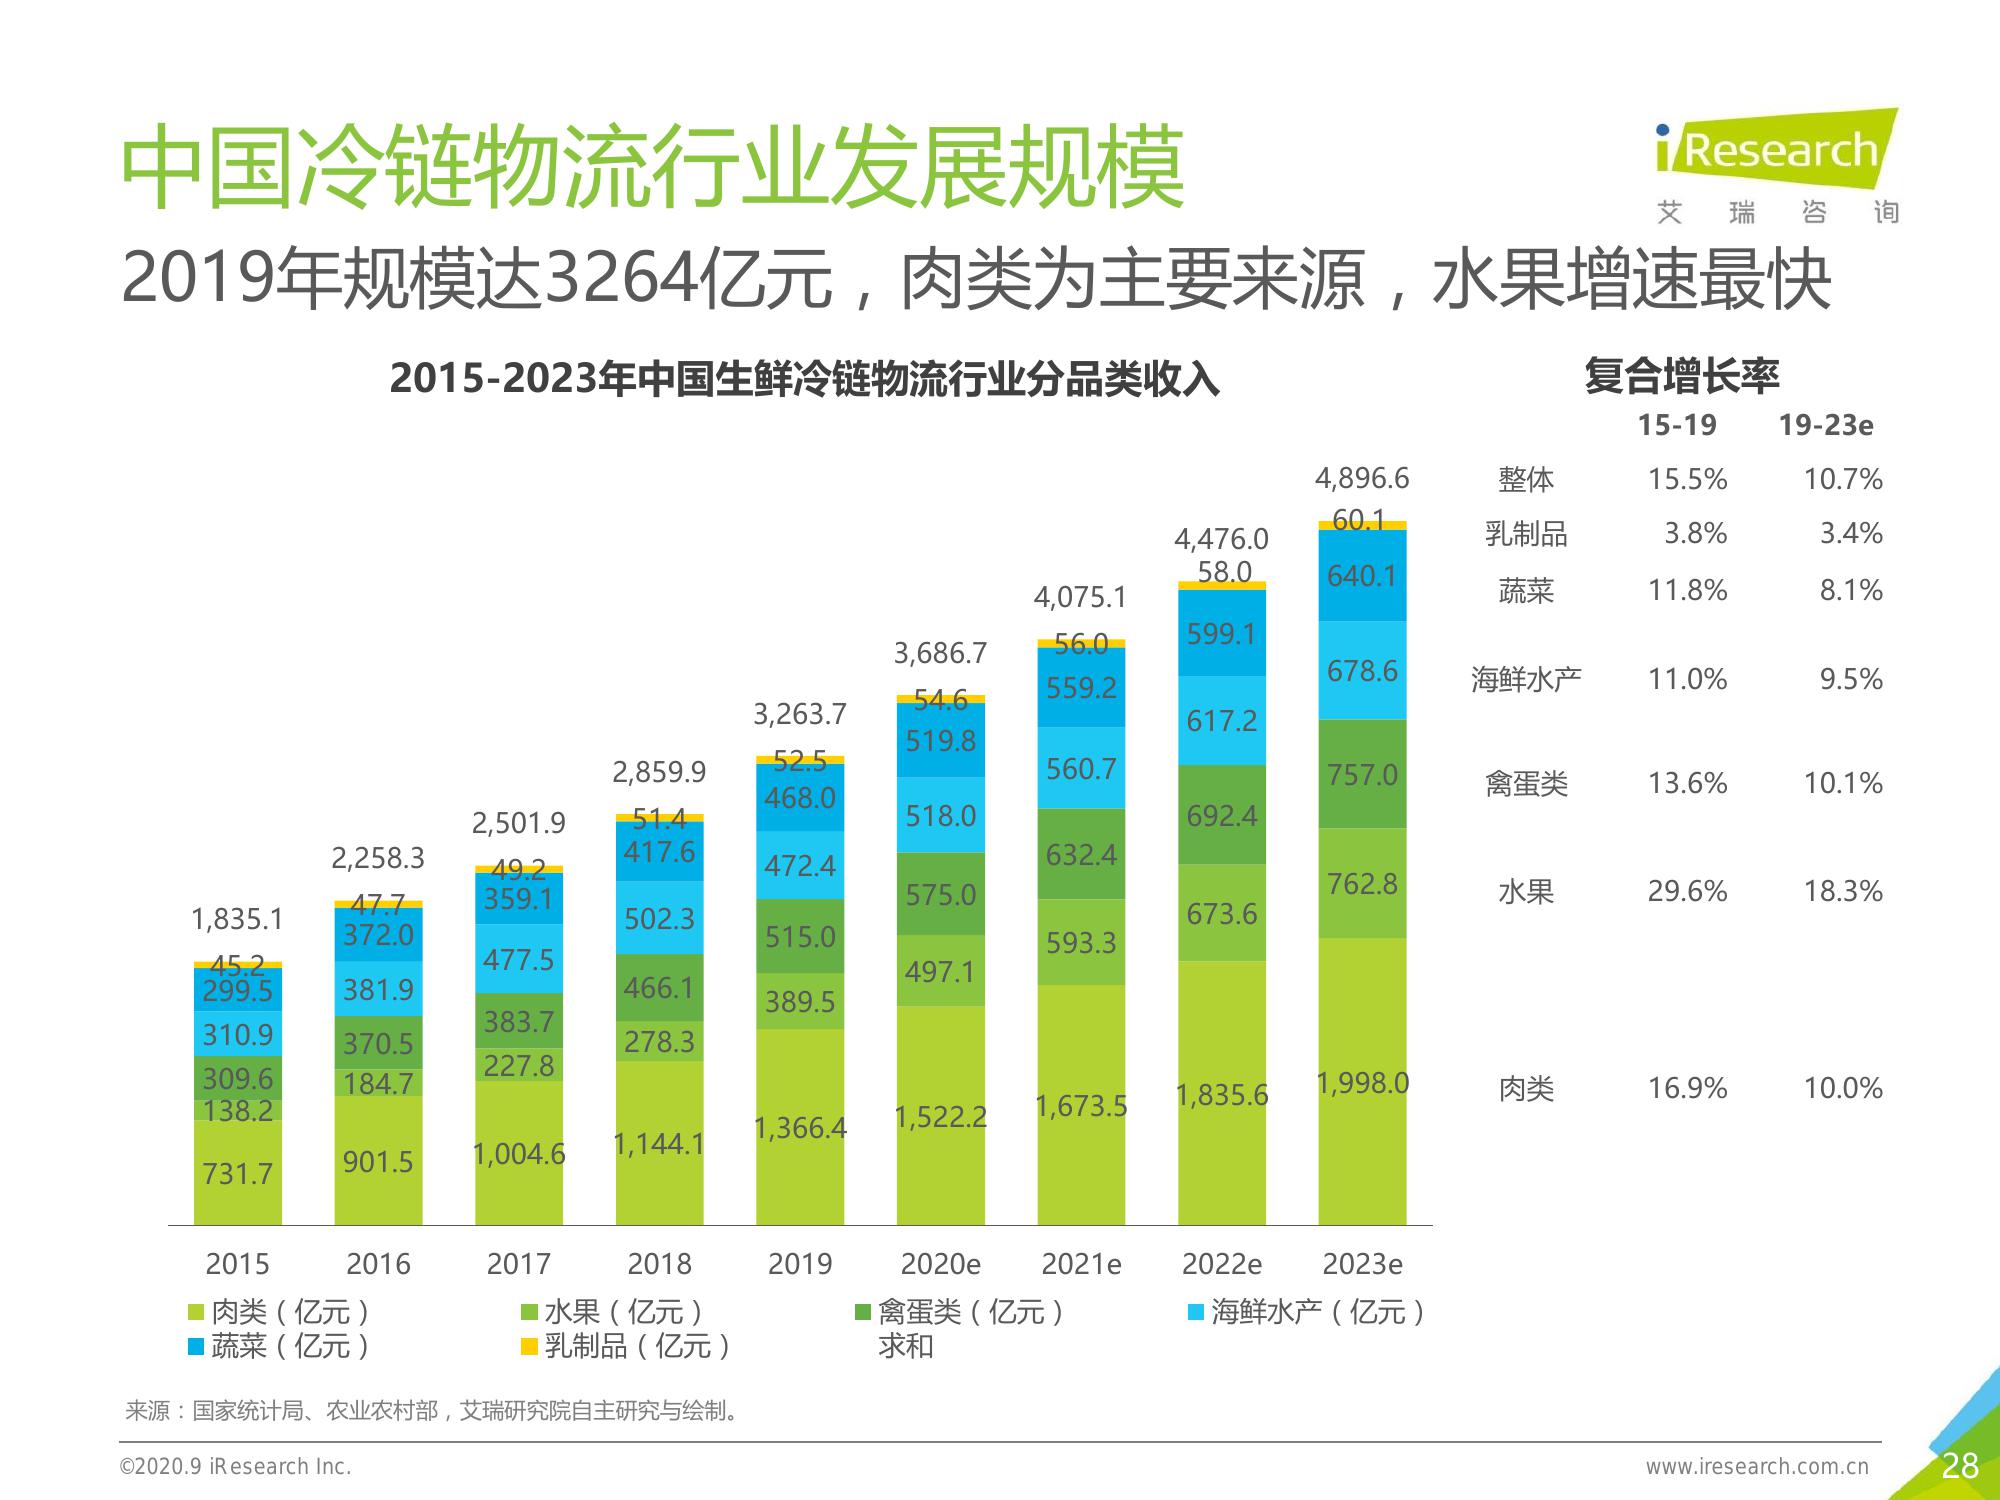 中国冷链物流行业发展规模
iResearch
艾瑞咨询
2019年规模达3264亿元，肉类为主要来源，水果增速最快
2015-2023年中国生鲜冷链物流行业分品类收入
复合增长率
15-19 19-23e
整体 15.5% 10.7%
乳制品 3.8% 3.4%
蔬菜 11.8% 8.1%
海鲜水产 11.0% 9.5%
禽蛋类 13.6% 10.1%
水果 29.6% 18.3%
肉类 16.9% 10.0%
1,835.1 2,258.3 2,501.9 2,859.9 3,263.7 3,686.7 4,075.1 4,476.0 4,896.6
45.2 47.7 49.2 51.4 52.5 54.6 56.0 58.0 60.1
299.5 372.0 359.1 417.6 468.0 519.8 559.2 599.1 640.1
310.9 381.9 477.5 502.3 472.4 518.0 560.7 617.2 678.6
309.6 370.5 383.7 466.1 515.0 575.0 632.4 692.4 757.0
138.2 184.7 227.8 278.3 389.5 497.1 593.3 673.6 762.8
731.7 901.5 1,004.6 1,144.1 1,366.4 1,522.2 1,673.5 1,835.6 1,998.0
2015 2016 2017 2018 2019 2020e 2021e 2022e 2023e
肉类（亿元） 水果（亿元） 禽蛋类（亿元） 海鲜水产（亿元）
蔬菜（亿元） 乳制品（亿元） 求和
来源：国家统计局、农业农村部，艾瑞研究院自主研究与绘制。
©2020.9 iResearch Inc. www.iresearch.com.cn 28